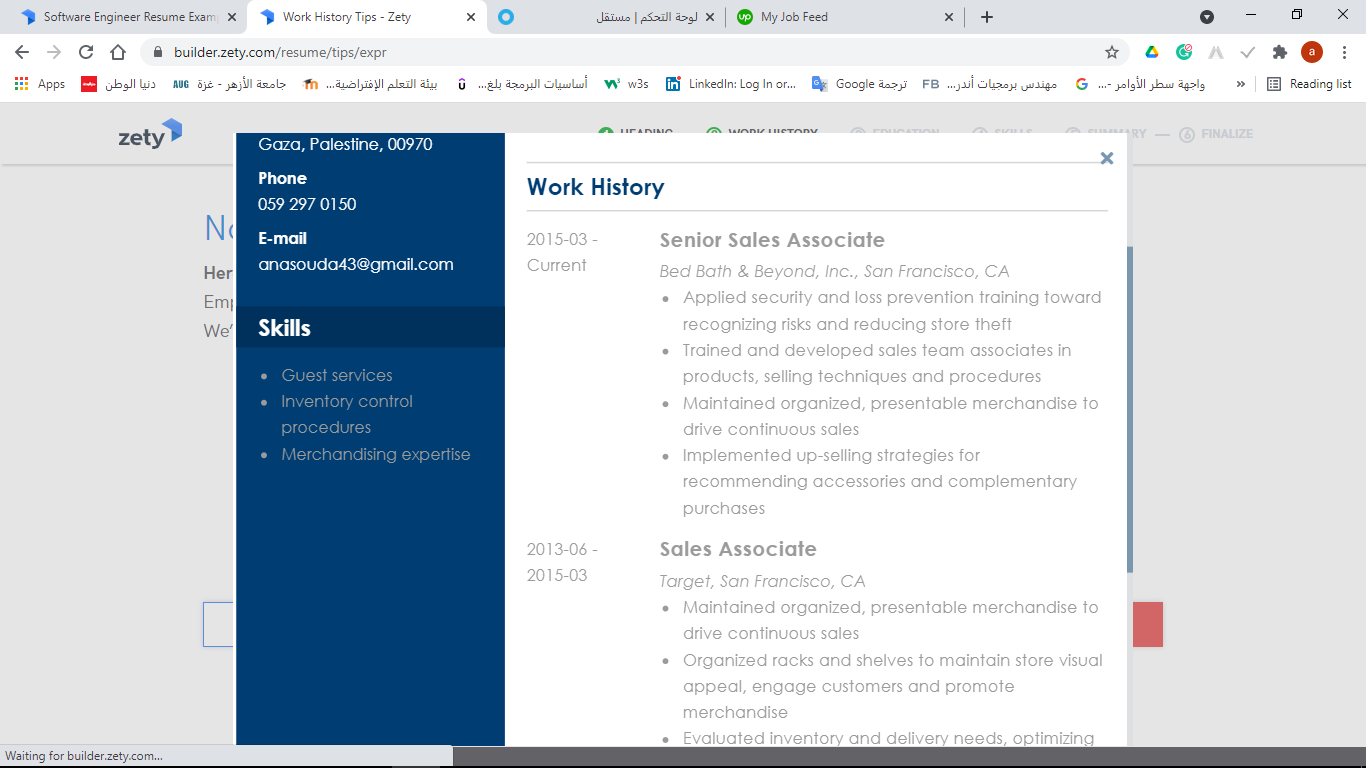 Software Engineer Resume Exam
Work History Tips - Zety
لوحة التحكم | مستقل
My Job Feed
builder.zety.com/resume/tips/expr
Apps
دنيا الوطن
جامعة الأزهر - غزة
بيئة التعلم الإفتراضية...
أساسيات البرمجة بلغ...
w3s
LinkedIn: Log In or...
ترجمة Google
مهندس برمجيات أندر...
واجهة سطر الأوامر -...
»
Reading list
zety
HEADING
WORK HISTORY
EDUCATION
SKILLS
SUMMARY
6 FINALIZE
No
Her
Emp
We'
Gaza, Palestine, 00970
Phone
059 297 0150
E-mail
anasouda43@gmail.com
Skills
• Guest services
• Inventory control
procedures
• Merchandising expertise
Work History
2015-03 -
Current
Senior Sales Associate
Bed Bath & Beyond, Inc., San Francisco, CA
• Applied security and loss prevention training toward
recognizing risks and reducing store theft
• Trained and developed sales team associates in
products, selling techniques and procedures
• Maintained organized, presentable merchandise to
drive continuous sales
• Implemented up-selling strategies for
recommending accessories and complementary
purchases
2013-06 -
2015-03
Sales Associate
Target, San Francisco, CA
• Maintained organized, presentable merchandise to
drive continuous sales
• Organized racks and shelves to maintain store visual
appeal, engage customers and promote
merchandise
• Evaluated inventory and delivery needs, optimizing
Waiting for builder.zety.com...